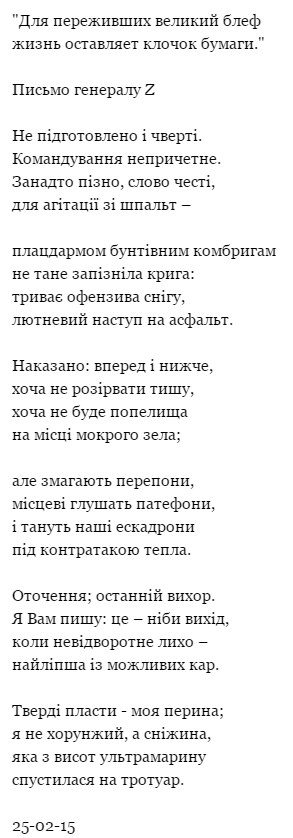 "Для переживших великий блеф
жизнь оставляет клочок бумаги."
Письмо генералу Z
Не підготовлено і чверті.
Командування непричетне.
Занадто пізно, слово честі,
для агітації зі шпальт –
плацдармом бунтівним комбригам
не тане запізніла крига:
триває офензива снігу,
лютневий наступ на асфальт.
Наказано: вперед і нижче,
хоча не розірвати тишу,
хоча не буде попелища
на місці мокрого зела;
але змагають перепони,
місцеві глушать патефони,
і тануть наші ескадрони
під контратакою тепла.
Оточення; останній вихор.
Я Вам пишу: це – ніби вихід,
коли невідворотне лихо –
найліпша із можливих кар.
Тверді пласти - моя перина;
я не хорунжий, а сніжина,
яка з висот ультрамарину
спустилася на тротуар.
25-02-15